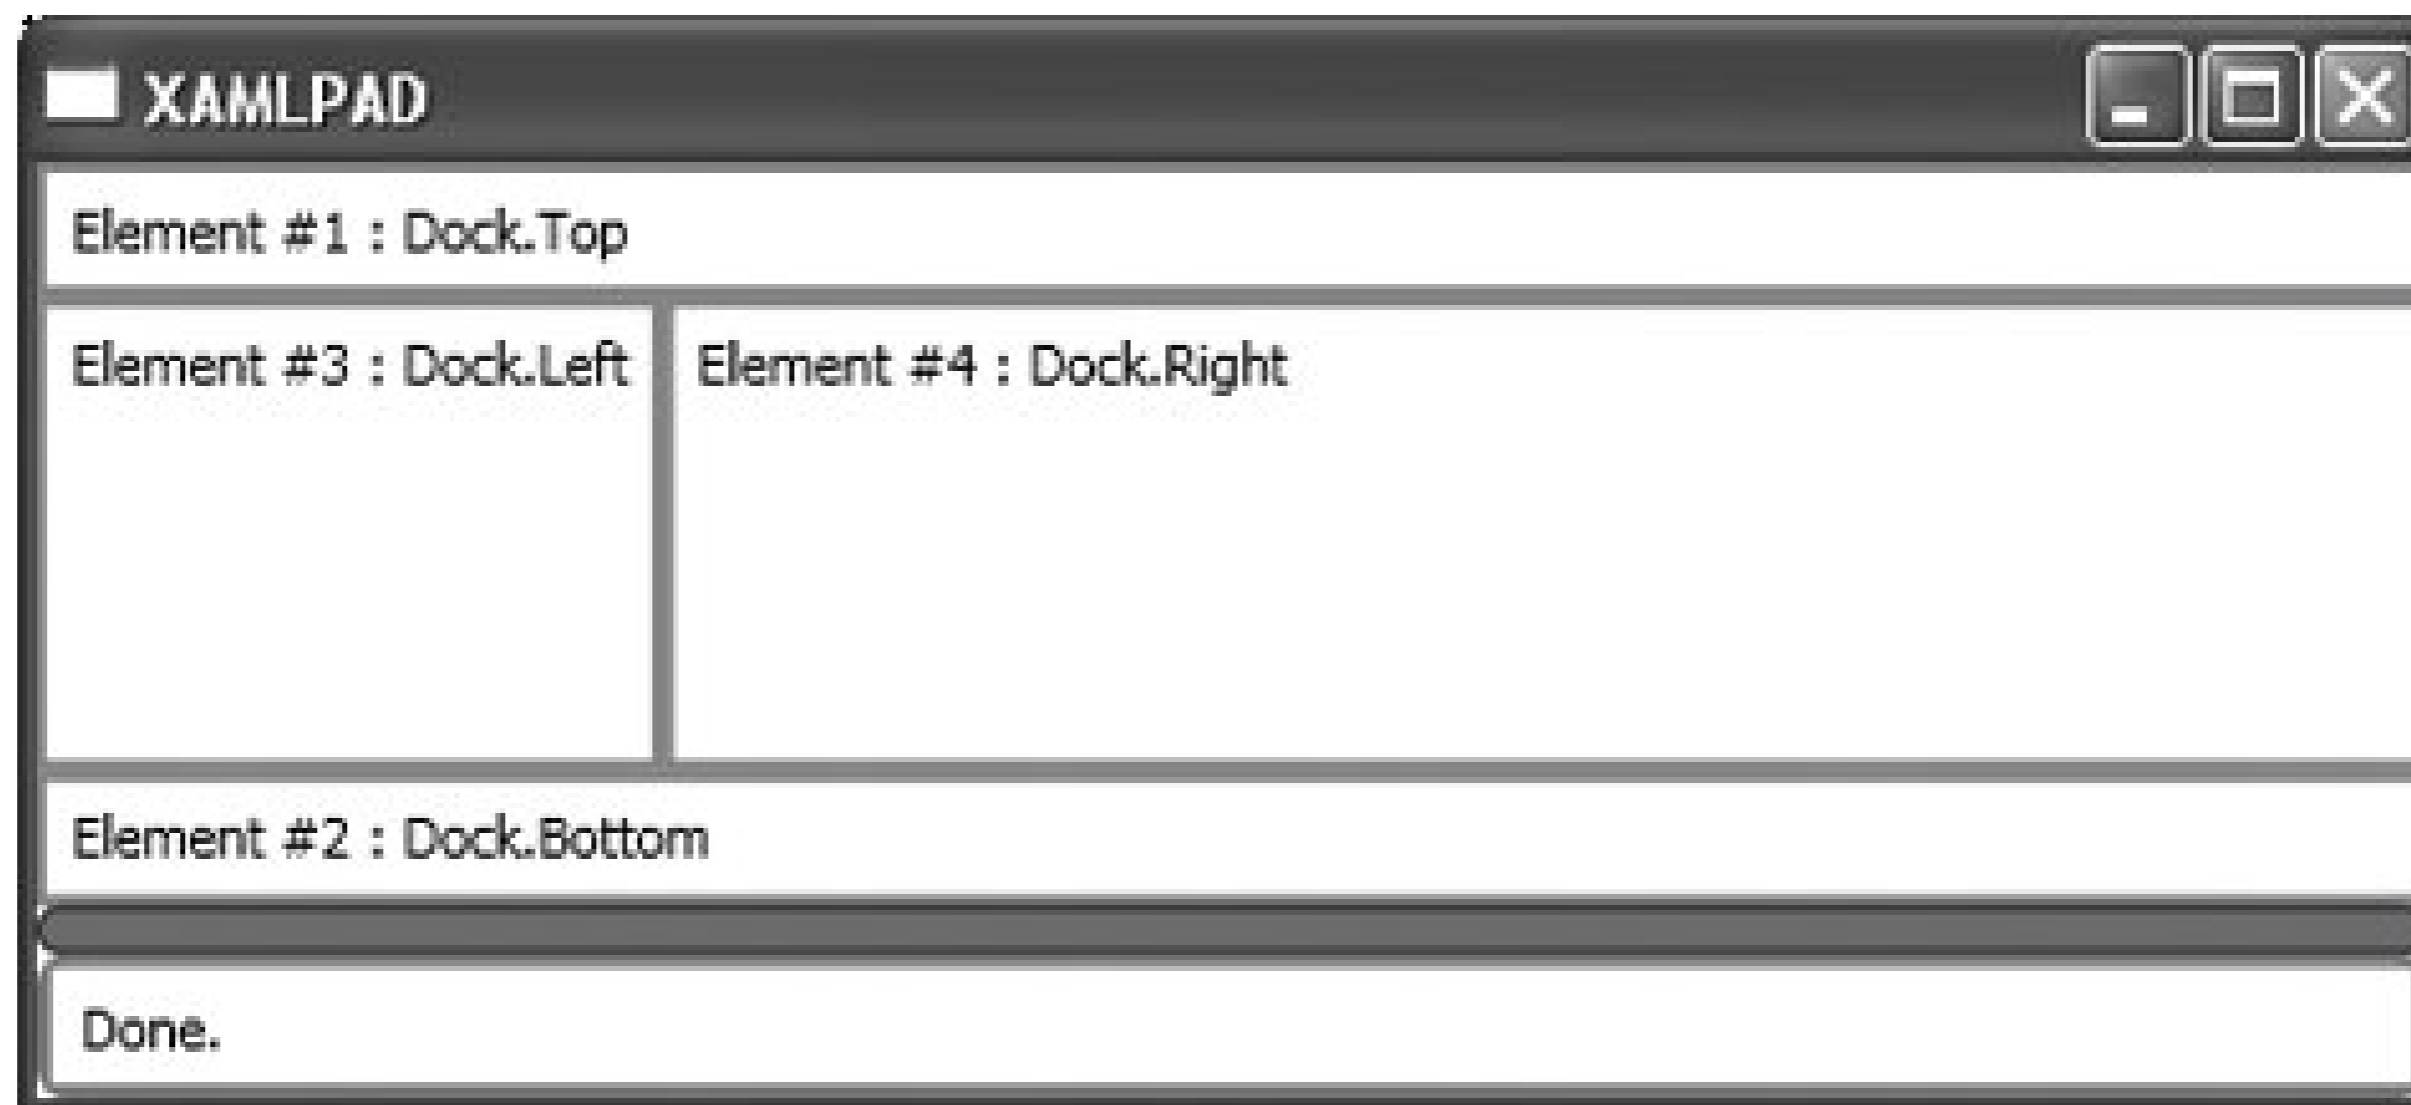 XAMLPAD
Element #1 : Dock.Top
Element #3 : Dock.Left
Element #4 : Dock.Right
Element #2 : Dock.Bottom
Done.